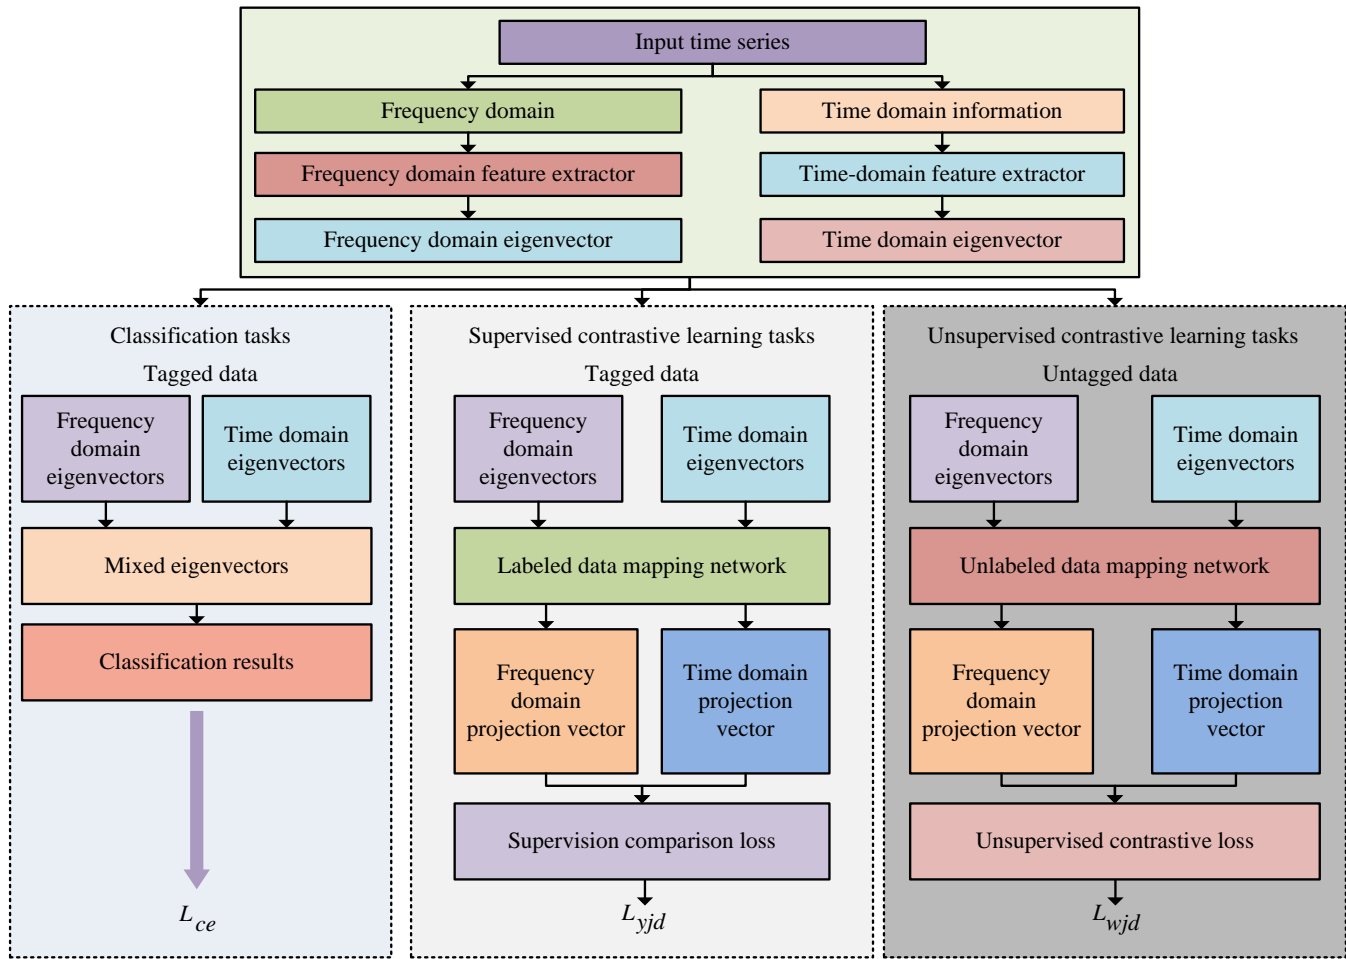 Input time series
Frequency domain
Time domain information
Frequency domain feature extractor
Time-domain feature extractor
Frequency domain eigenvector
Time domain eigenvector
Classification tasks
Tagged data
Frequency
domain
eigenvectors
Time domain
eigenvectors
Mixed eigenvectors
Classification results
L_ce
Supervised contrastive learning tasks
Tagged data
Frequency
domain
eigenvectors
Time domain
eigenvectors
Labeled data mapping network
Frequency
domain
projection vector
Time domain
projection
vector
Supervision comparison loss
L_yjd
Unsupervised contrastive learning tasks
Untagged data
Frequency
domain
eigenvectors
Time domain
eigenvectors
Unlabeled data mapping network
Frequency
domain
projection vector
Time domain
projection
vector
Unsupervised contrastive loss
L_wjd